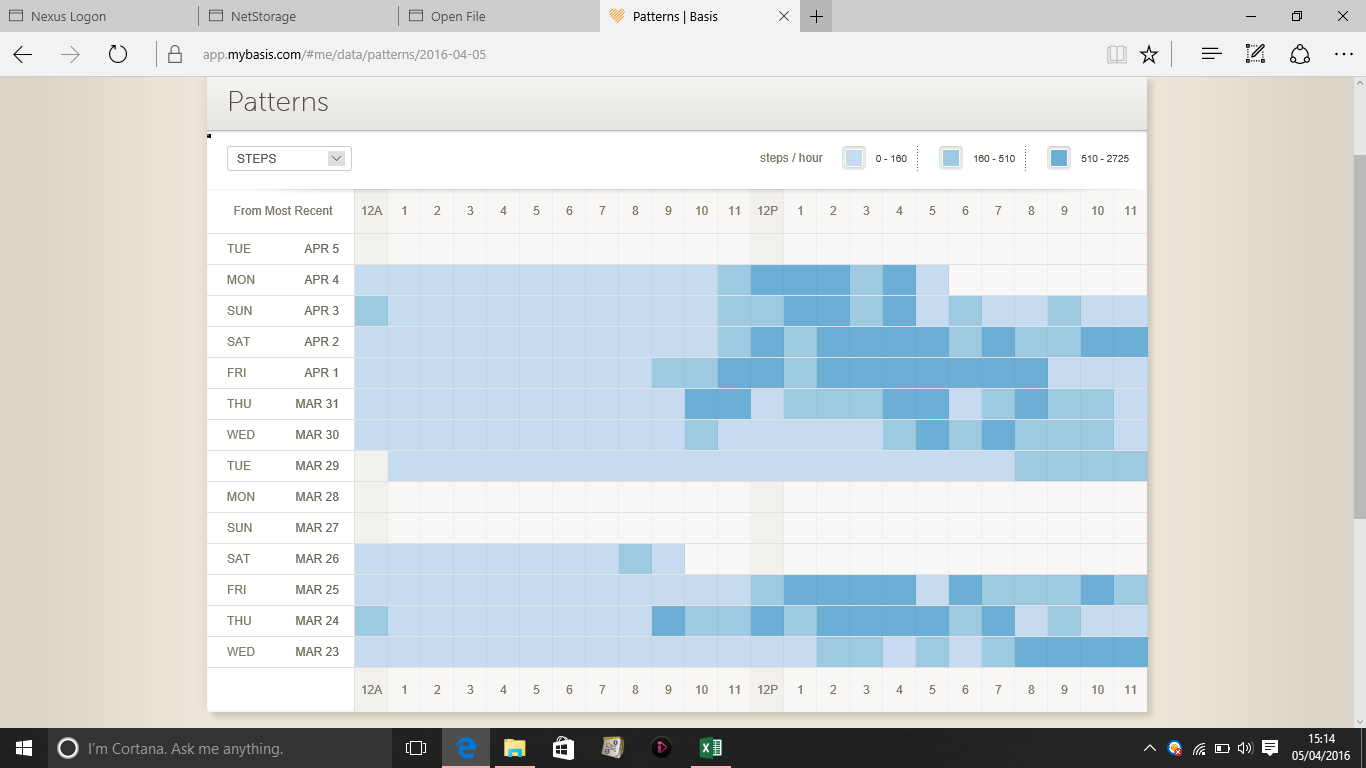 Nexus Logon NetStorage Open File Patterns | Basis
app.mybasis.com/#me/data/patterns/2016-04-05
Patterns
STEPS steps / hour 0 - 160 160 - 510 510 - 2725
From Most Recent 12A 1 2 3 4 5 6 7 8 9 10 11 12P 1 2 3 4 5 6 7 8 9 10 11
TUE APR 5
MON APR 4
SUN APR 3
SAT APR 2
FRI APR 1
THU MAR 31
WED MAR 30
TUE MAR 29
MON MAR 28
SUN MAR 27
SAT MAR 26
FRI MAR 25
THU MAR 24
WED MAR 23
12A 1 2 3 4 5 6 7 8 9 10 11 12P 1 2 3 4 5 6 7 8 9 10 11
I'm Cortana. Ask me anything. 15:14
05/04/2016